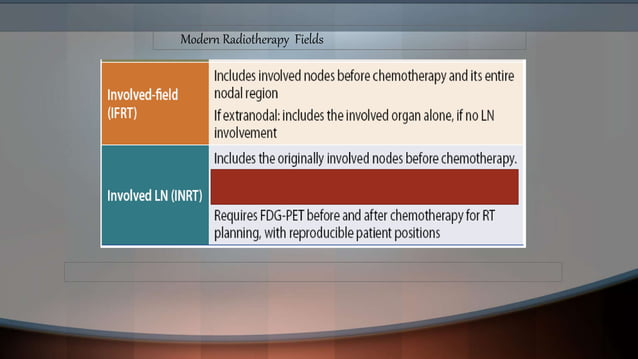 Modern Radiotherapy Fields
Involved-field
(IFRT)
Includes involved nodes before chemotherapy and its entire
nodal region
If extranodal: includes the involved organ alone, if no LN
involvement
Involved LN (INRT)
Includes the originally involved nodes before chemotherapy.
Requires FDG-PET before and after chemotherapy for RT
planning, with reproducible patient positions